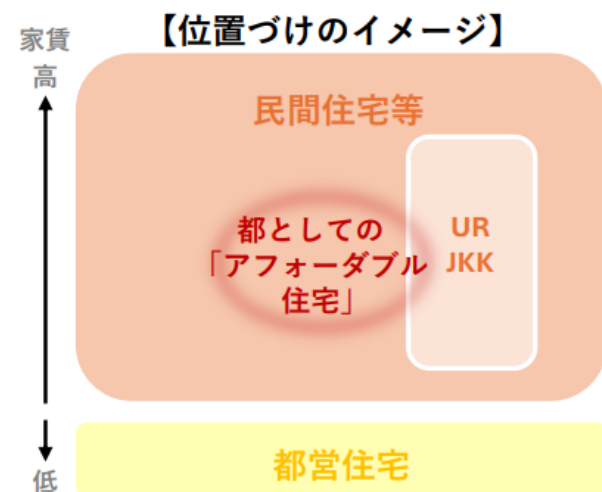 【位置づけのイメージ】
家賃
高
民間住宅等
都としての
「アフォーダブル
住宅」
UR
JKK
都営住宅
低